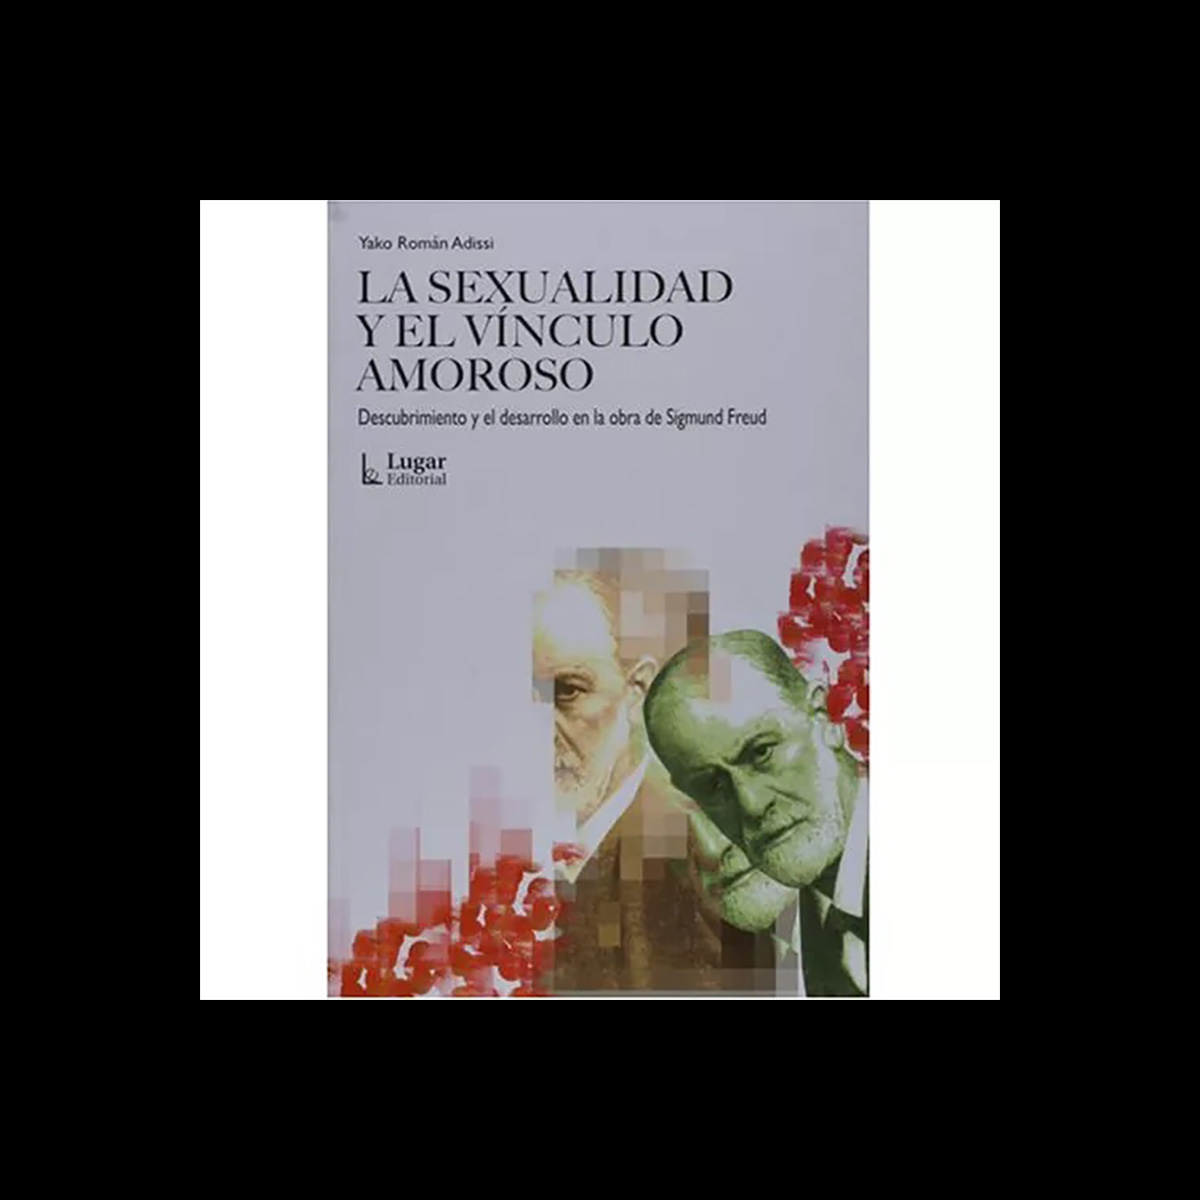 Yako Román Adissi
LA SEXUALIDAD
Y EL VÍNCULO
AMOROSO
Descubrimiento y el desarrollo en la obra de Sigmund Freud
Lugar
Editorial